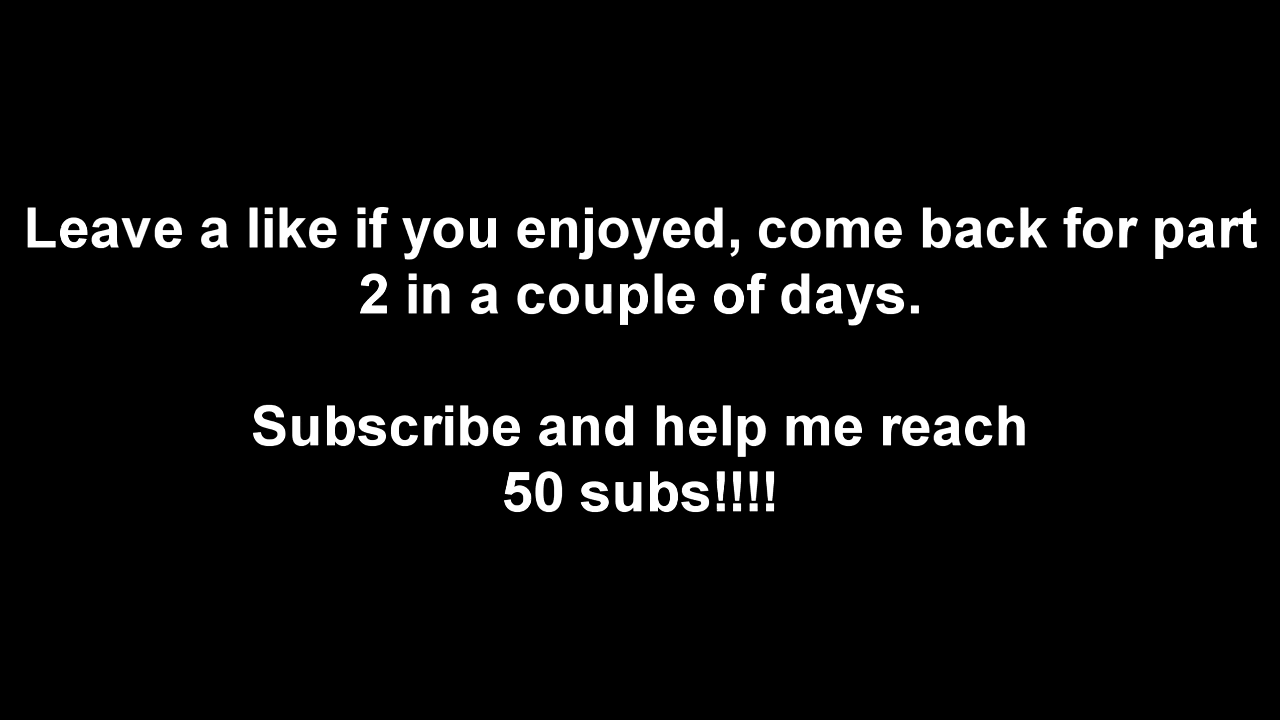 Leave a like if you enjoyed, come back for part
2 in a couple of days.
Subscribe and help me reach
50 subs!!!!